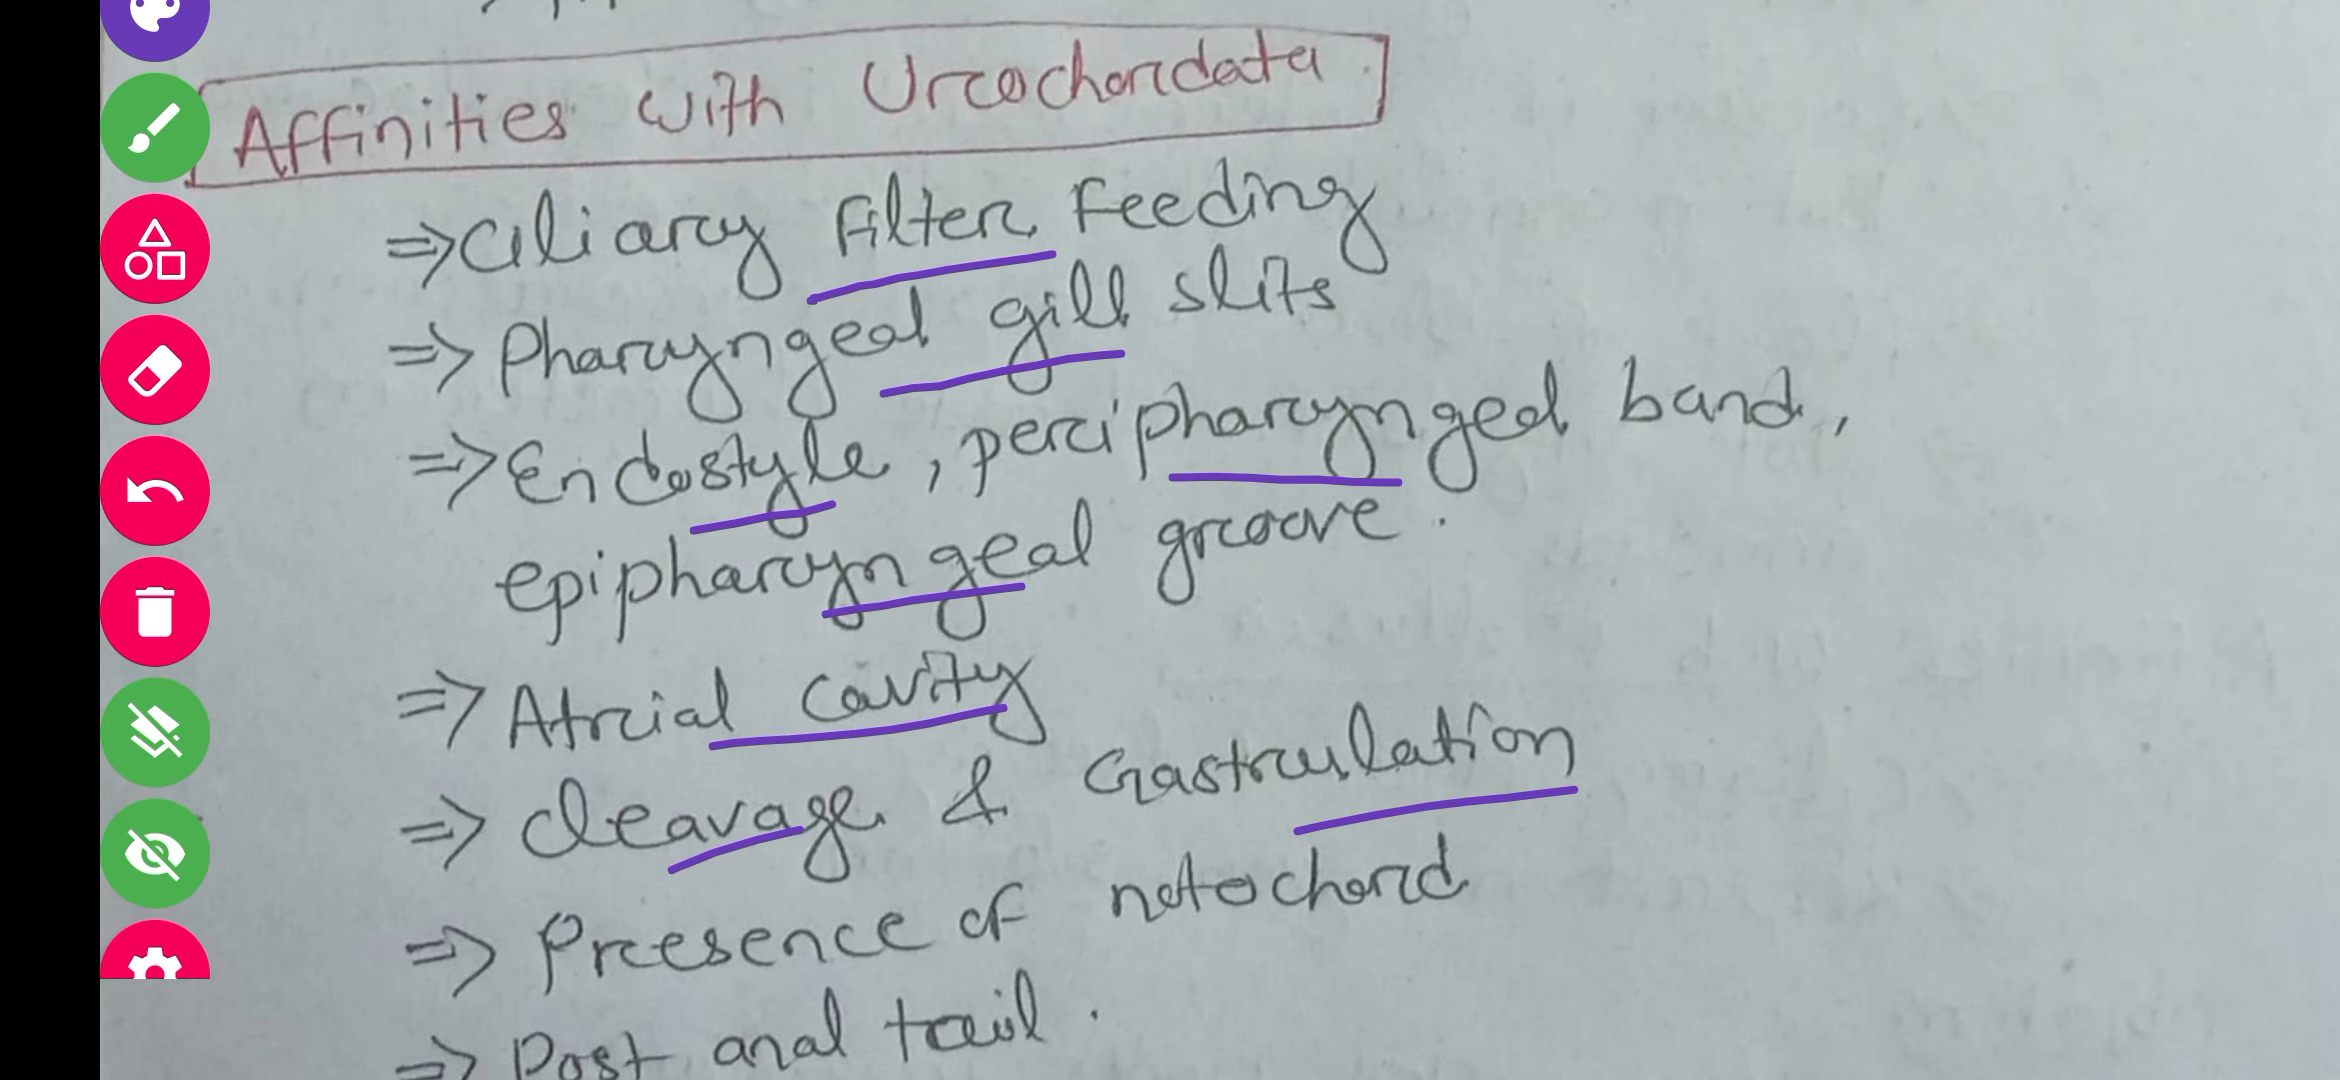 Affinities with Urochordata
⇒ Ciliary Filter Feeding
⇒ Pharyngeal gill slits
⇒ Endostyle, peripharyngeal band,
epipharyngeal groove.
⇒ Atrial cavity
⇒ Cleavage & Gastrulation
⇒ Presence of notochord
⇒ Post anal tail.